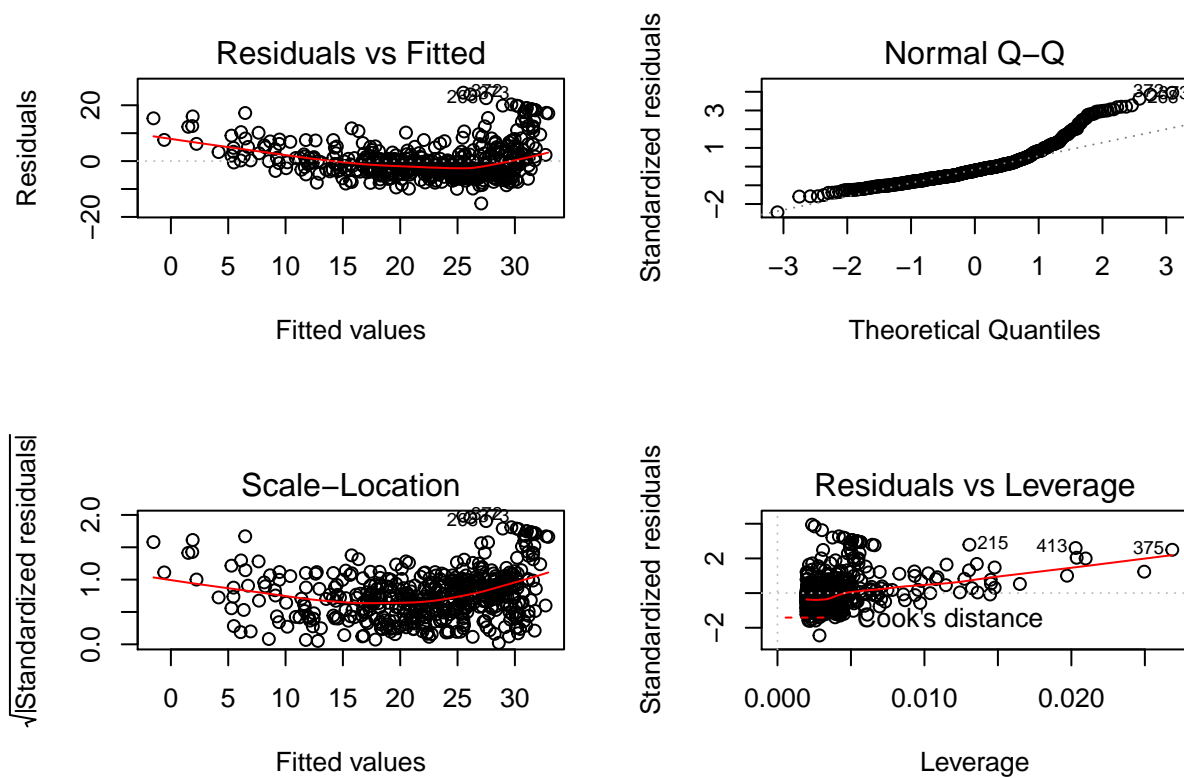 Residuals vs Fitted
Residuals
20
0
−20
0 5 10 15 20 25 30
Fitted values
Normal Q−Q
Standardized residuals
3
1
−2
−3 −2 −1 0 1 2 3
Theoretical Quantiles
Scale−Location
√|Standardized residuals|
2.0
1.0
0.0
0 5 10 15 20 25 30
Fitted values
Residuals vs Leverage
Standardized residuals
2
0
−2
215
413
375
Cook's distance
0.000 0.010 0.020
Leverage